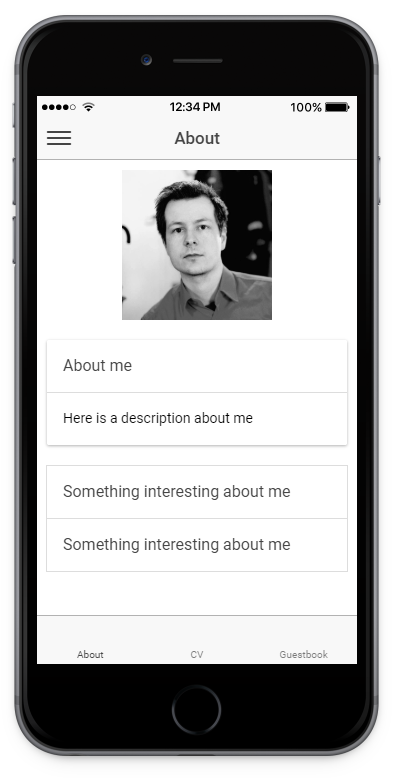 12:34 PM 100%
About
About me
Here is a description about me
Something interesting about me
Something interesting about me
About CV Guestbook